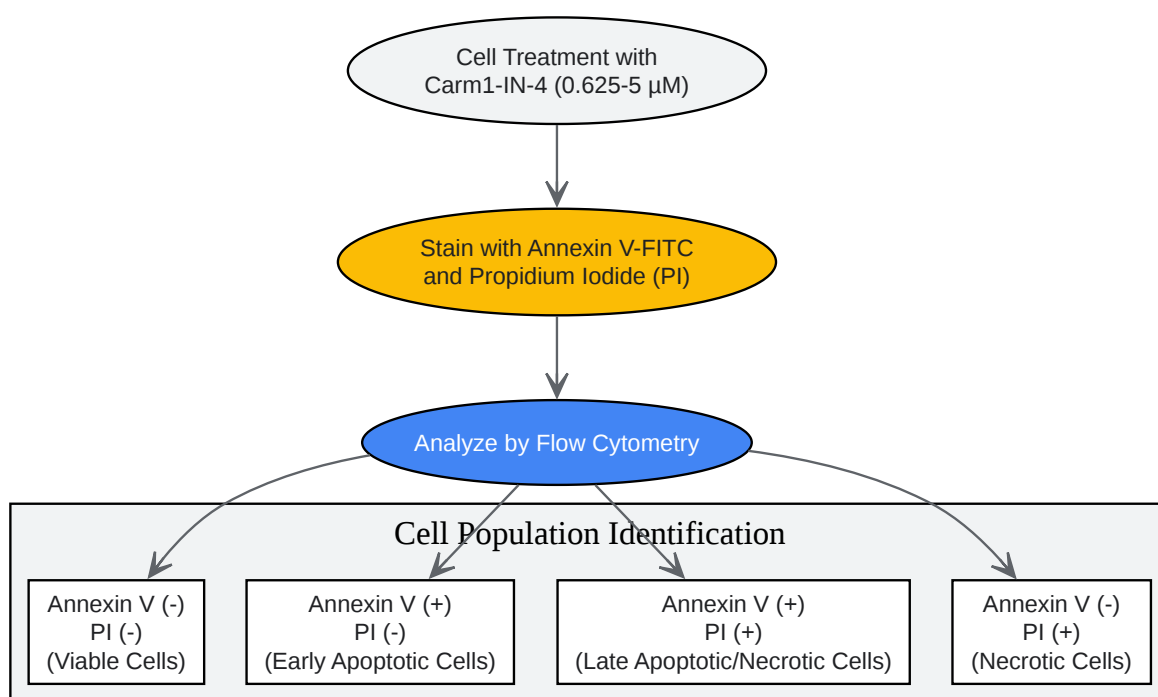 Cell Treatment with
Carm1-IN-4 (0.625-5 µM)
Stain with Annexin V-FITC
and Propidium Iodide (PI)
Analyze by Flow Cytometry
Cell Population Identification
Annexin V (-)
PI (-)
(Viable Cells)
Annexin V (+)
PI (-)
(Early Apoptotic Cells)
Annexin V (+)
PI (+)
(Late Apoptotic/Necrotic Cells)
Annexin V (-)
PI (+)
(Necrotic Cells)